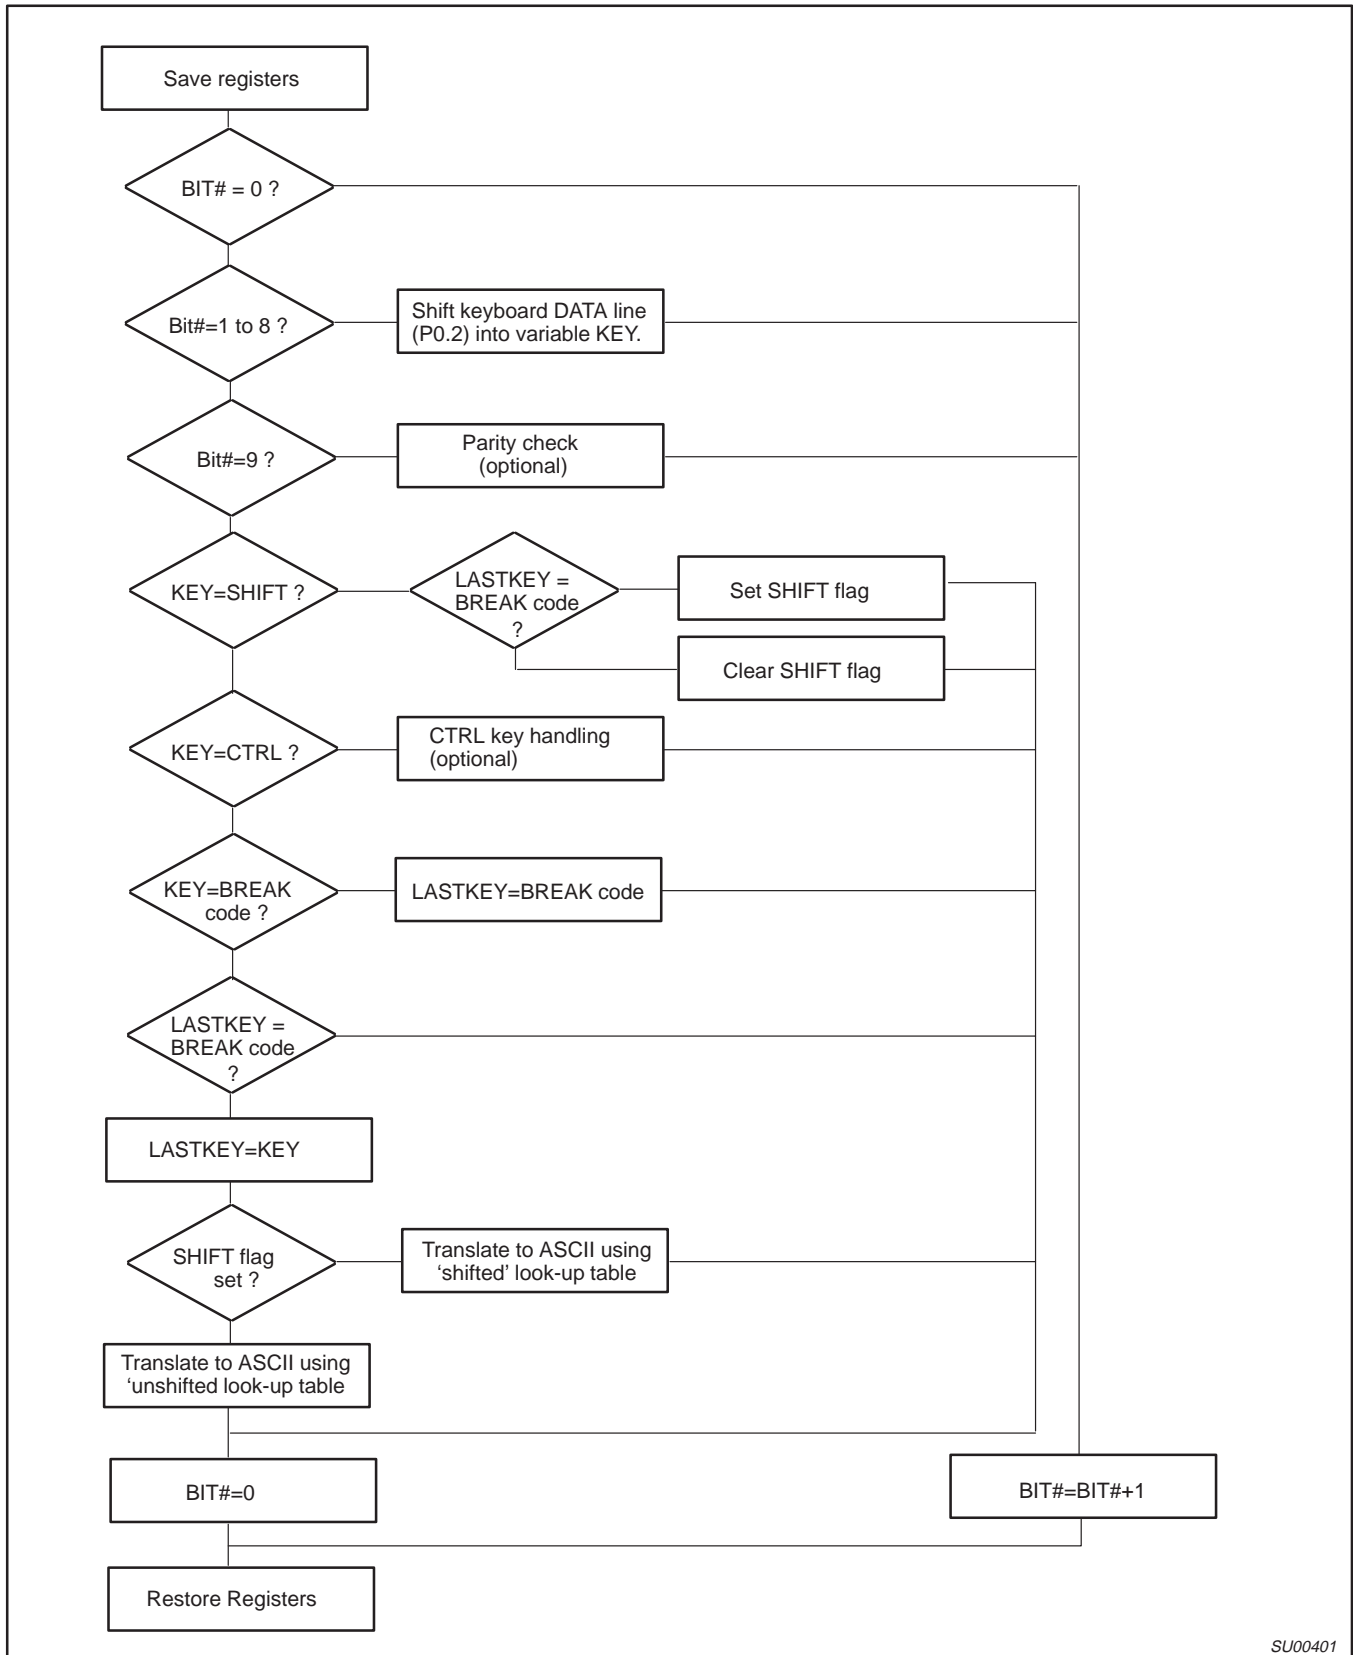 Save registers
BIT# = 0 ?
Bit#=1 to 8 ?
Shift keyboard DATA line
(P0.2) into variable KEY.
Bit#=9 ?
Parity check
(optional)
KEY=SHIFT ?
LASTKEY =
BREAK code
?
Set SHIFT flag
Clear SHIFT flag
KEY=CTRL ?
CTRL key handling
(optional)
KEY=BREAK
code ?
LASTKEY=BREAK code
LASTKEY =
BREAK code
?
LASTKEY=KEY
SHIFT flag
set ?
Translate to ASCII using
‘shifted’ look-up table
Translate to ASCII using
‘unshifted look-up table
BIT#=0
BIT#=BIT#+1
Restore Registers
SU00401